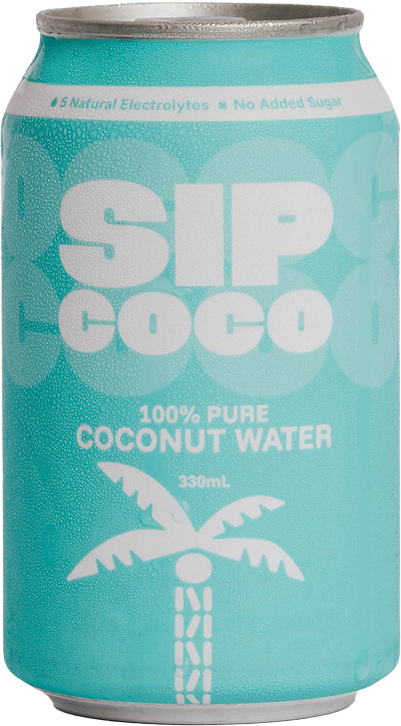 5 Natural Electrolytes ✖ No Added Sugar
SIP
COCO
100% PURE
COCONUT WATER
330mL